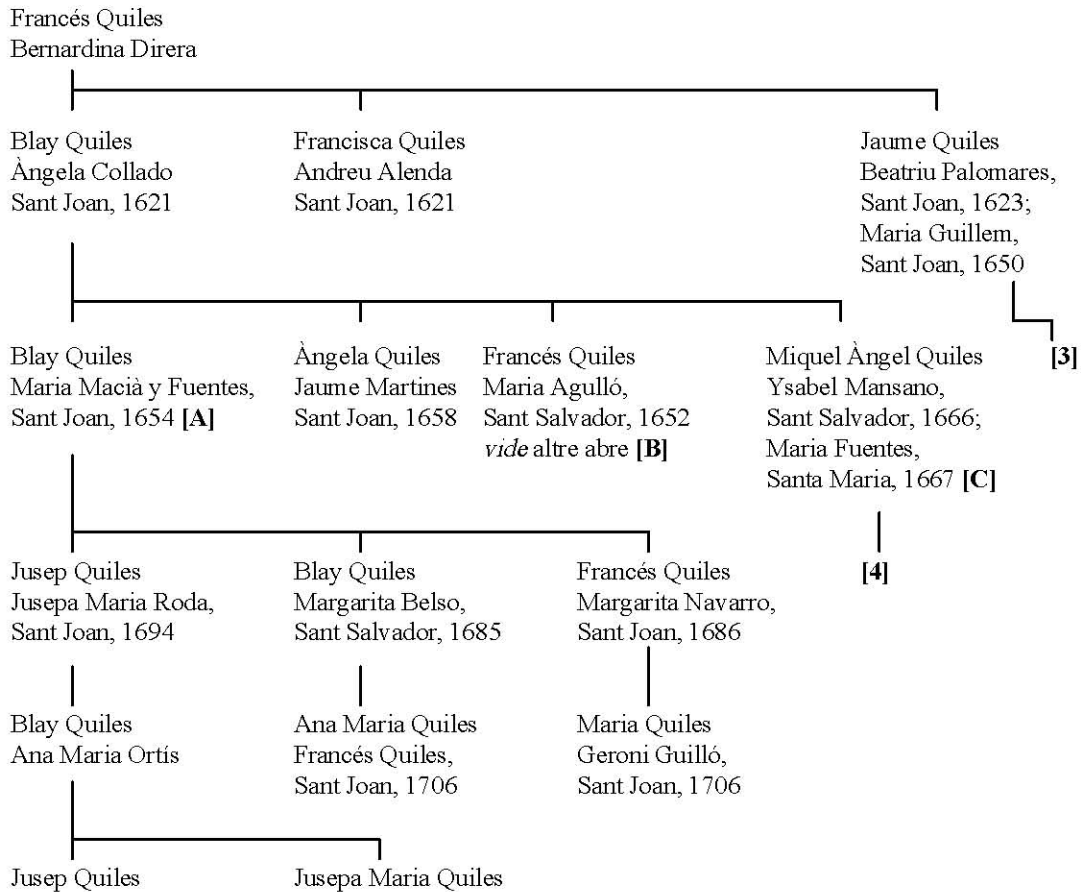 Francés Quiles
Bernardina Direra
Blay Quiles
Àngela Collado
Sant Joan, 1621
Francisca Quiles
Andreu Alenda
Sant Joan, 1621
Jaume Quiles
Beatriu Palomares,
Sant Joan, 1623;
Maria Guillem,
Sant Joan, 1650
Blay Quiles
Maria Macià y Fuentes,
Sant Joan, 1654 [A]
Àngela Quiles
Jaume Martines
Sant Joan, 1658
Francés Quiles
Maria Agulló,
Sant Salvador, 1652
vide altre abre [B]
Miquel Àngel Quiles
Ysabel Mansano,
Sant Salvador, 1666;
Maria Fuentes,
Santa Maria, 1667 [C]
[3]
Jusep Quiles
Jusepa Maria Roda,
Sant Joan, 1694
Blay Quiles
Margarita Belso,
Sant Salvador, 1685
Francés Quiles
Margarita Navarro,
Sant Joan, 1686
[4]
Blay Quiles
Ana Maria Ortís
Ana Maria Quiles
Francés Quiles,
Sant Joan, 1706
Maria Quiles
Geroni Guilló,
Sant Joan, 1706
Jusep Quiles
Jusepa Maria Quiles